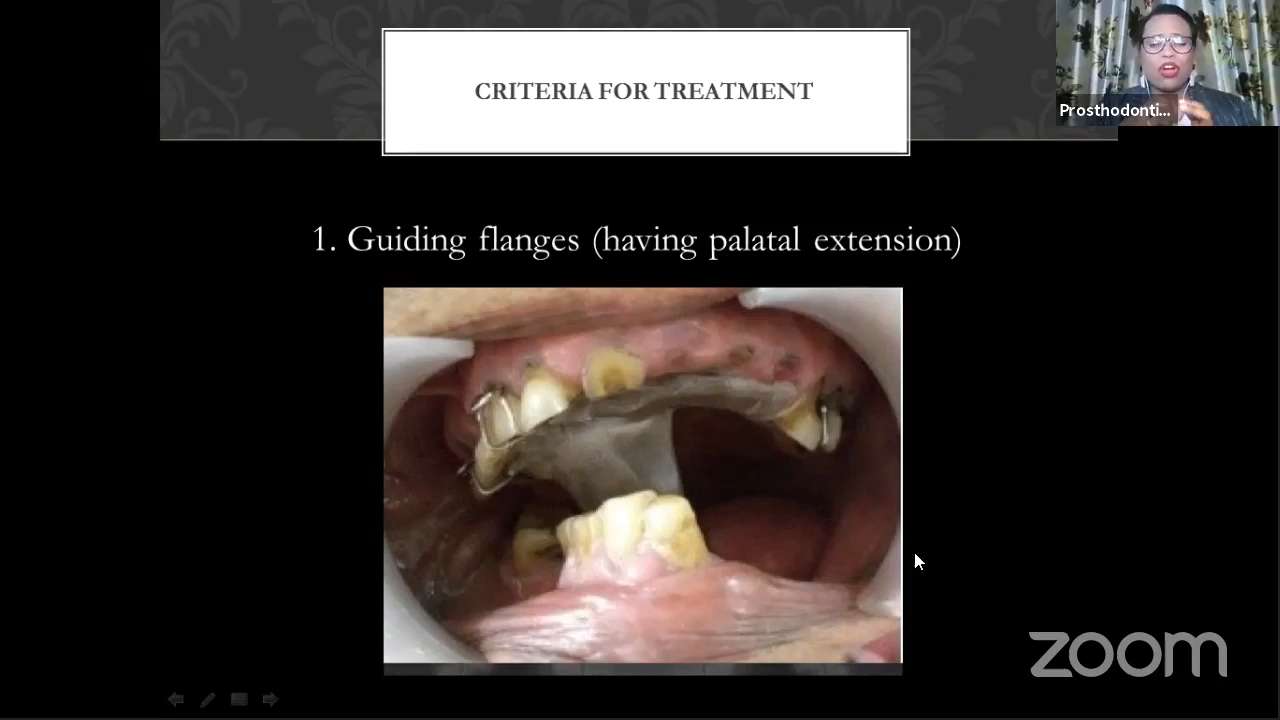 CRITERIA FOR TREATMENT
Prosthodonti...
1. Guiding flanges (having palatal extension)
zoom